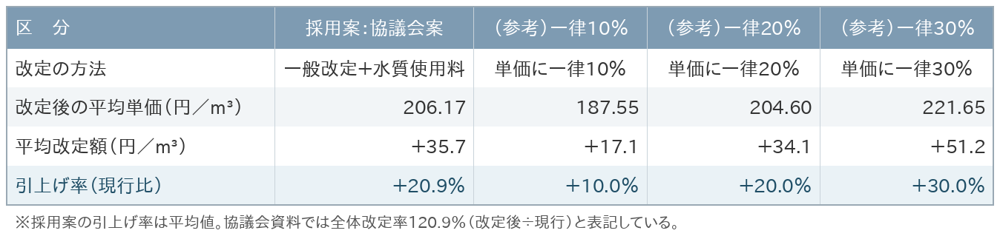 区　分　採用案：協議会案　（参考）一律10%　（参考）一律20%　（参考）一律30%
改定の方法　一般改定＋水質使用料　単価に一律10%　単価に一律20%　単価に一律30%
改定後の平均単価（円／m³）　206.17　187.55　204.60　221.65
平均改定額（円／m³）　+35.7　+17.1　+34.1　+51.2
引上げ率（現行比）　+20.9%　+10.0%　+20.0%　+30.0%
※採用案の引上げ率は平均値。協議会資料では全体改定率120.9%（改定後÷現行）と表記している。